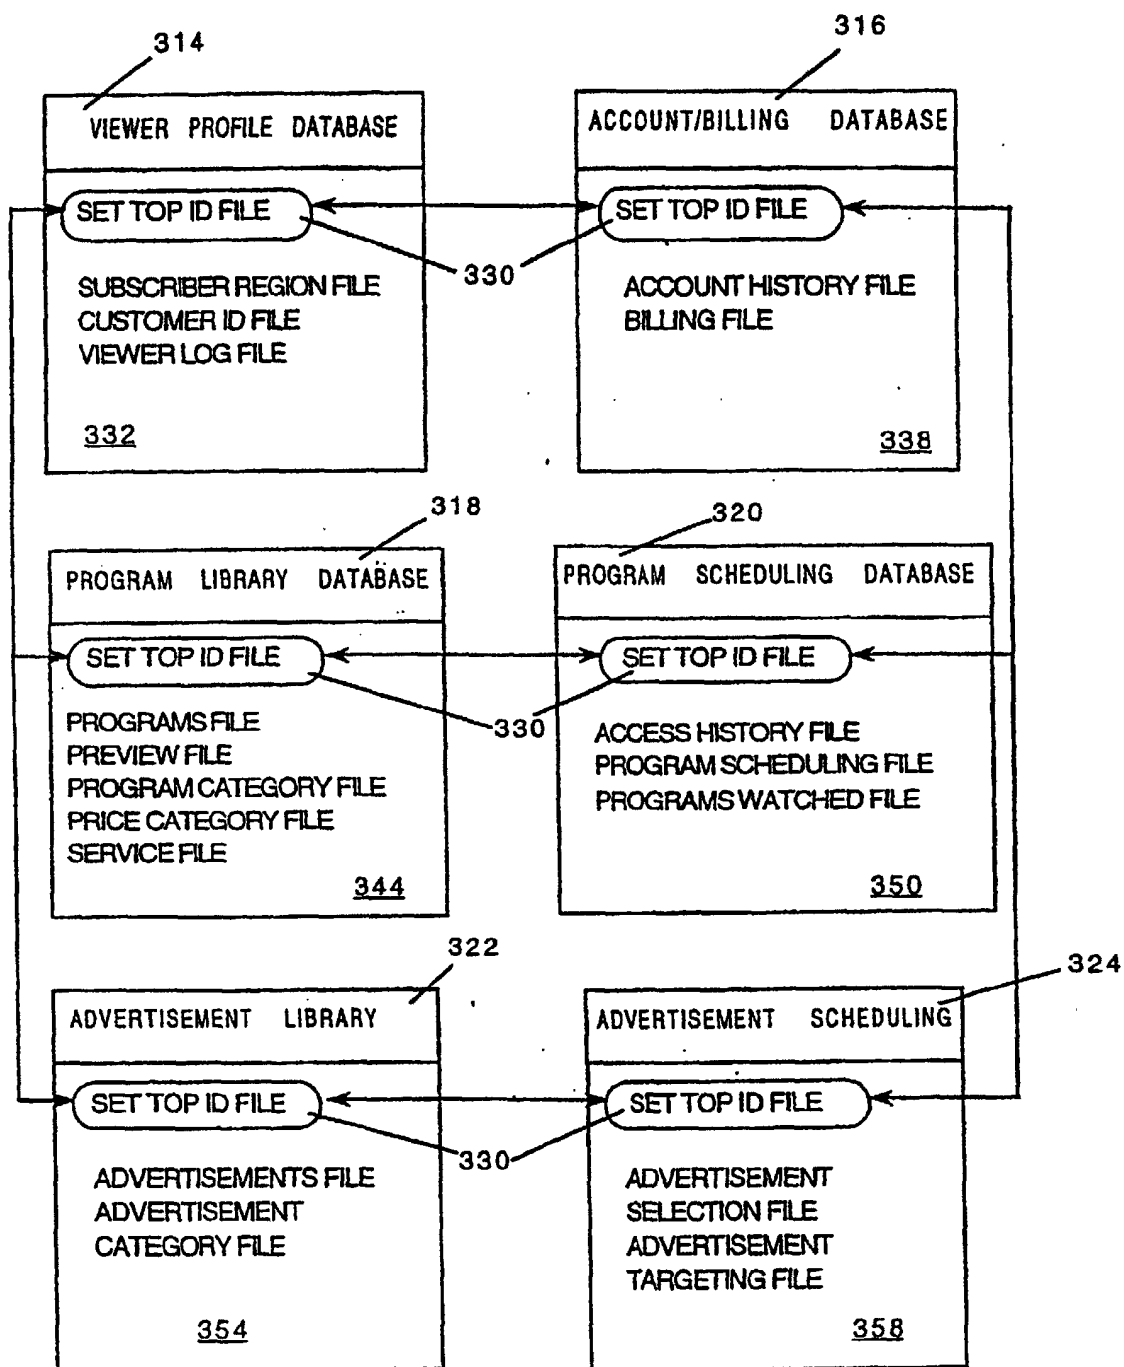 314
316
VIEWER PROFILE DATABASE
ACCOUNT/BILLING DATABASE
SET TOP ID FILE
SET TOP ID FILE
330
SUBSCRIBER REGION FILE
CUSTOMER ID FILE
VIEWER LOG FILE
332
ACCOUNT HISTORY FILE
BILLING FILE
338
318
320
PROGRAM LIBRARY DATABASE
PROGRAM SCHEDULING DATABASE
SET TOP ID FILE
SET TOP ID FILE
330
PROGRAMS FILE
PREVIEW FILE
PROGRAM CATEGORY FILE
PRICE CATEGORY FILE
SERVICE FILE
344
ACCESS HISTORY FILE
PROGRAM SCHEDULING FILE
PROGRAMS WATCHED FILE
350
322
324
ADVERTISEMENT LIBRARY
ADVERTISEMENT SCHEDULING
SET TOP ID FILE
SET TOP ID FILE
330
ADVERTISEMENTS FILE
ADVERTISEMENT
CATEGORY FILE
354
ADVERTISEMENT
SELECTION FILE
ADVERTISEMENT
TARGETING FILE
358